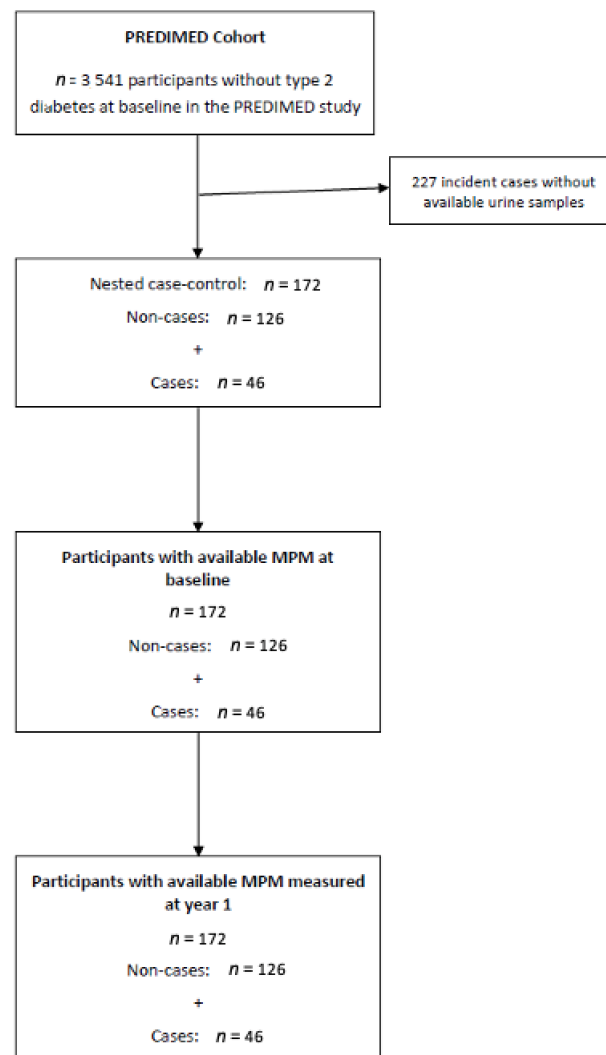 PREDIMED Cohort
n = 3 541 participants without type 2
diabetes at baseline in the PREDIMED study
227 incident cases without
available urine samples
Nested case-control: n = 172
Non-cases: n = 126
+
Cases: n = 46
Participants with available MPM at
baseline
n = 172
Non-cases: n = 126
+
Cases: n = 46
Participants with available MPM measured
at year 1
n = 172
Non-cases: n = 126
+
Cases: n = 46